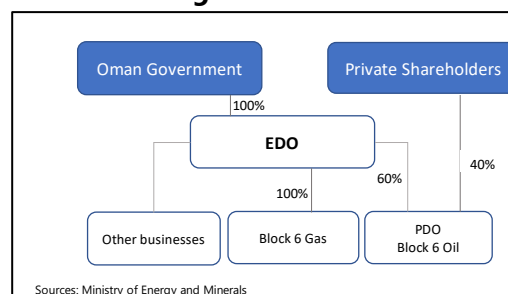 Oman Government
Private Shareholders
100%
EDO
100%
60%
40%
Other businesses
Block 6 Gas
PDO
Block 6 Oil
Sources: Ministry of Energy and Minerals